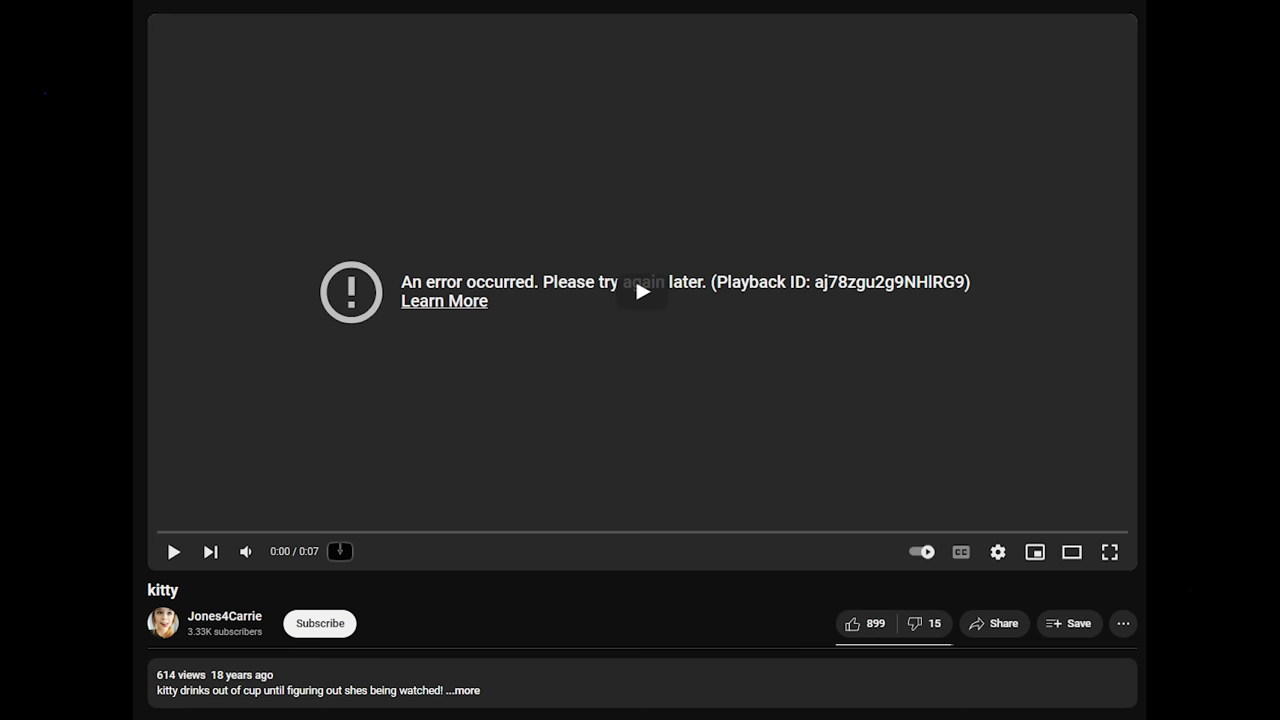 An error occurred. Please try again later. (Playback ID: aj78zgu2g9NHlRG9)
Learn More
0:00 / 0:07
CC
kitty
Jones4Carrie
3.33K subscribers
Subscribe
899
15
Share
Save
614 views 18 years ago
kitty drinks out of cup until figuring out shes being watched! ...more